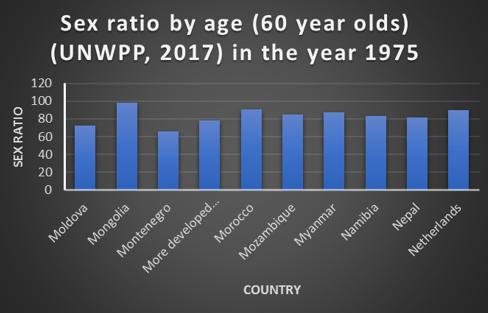 Sex ratio by age (60 year olds)
(UNWPP, 2017) in the year 1975
120
100
80
60
40
20
0
SEX RATIO
Moldova
Mongolia
Montenegro
More developed…
Morocco
Mozambique
Myanmar
Namibia
Nepal
Netherlands
COUNTRY